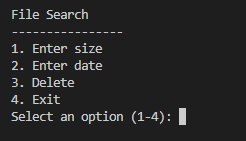 File Search
----------------
1. Enter size
2. Enter date
3. Delete
4. Exit
Select an option (1-4):